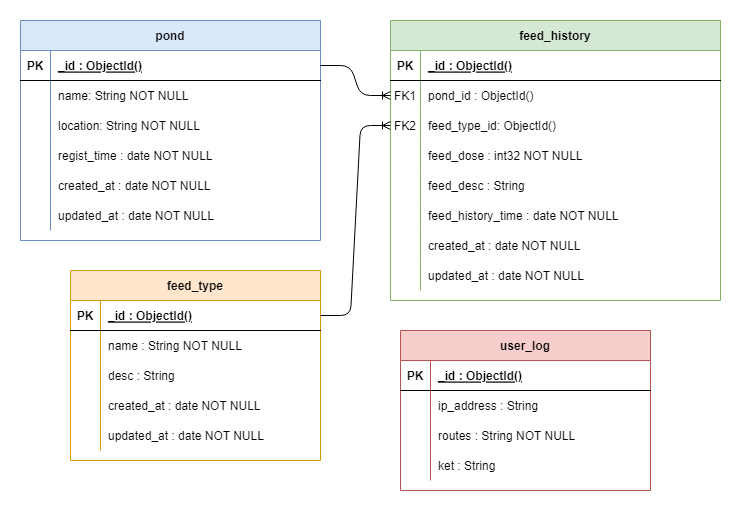 pond
PK _id : ObjectId()
name: String NOT NULL
location: String NOT NULL
regist_time : date NOT NULL
created_at : date NOT NULL
updated_at : date NOT NULL
feed_history
PK _id : ObjectId()
FK1 pond_id : ObjectId()
FK2 feed_type_id: ObjectId()
feed_dose : int32 NOT NULL
feed_desc : String
feed_history_time : date NOT NULL
created_at : date NOT NULL
updated_at : date NOT NULL
feed_type
PK _id : ObjectId()
name : String NOT NULL
desc : String
created_at : date NOT NULL
updated_at : date NOT NULL
user_log
PK _id : ObjectId()
ip_address : String
routes : String NOT NULL
ket : String